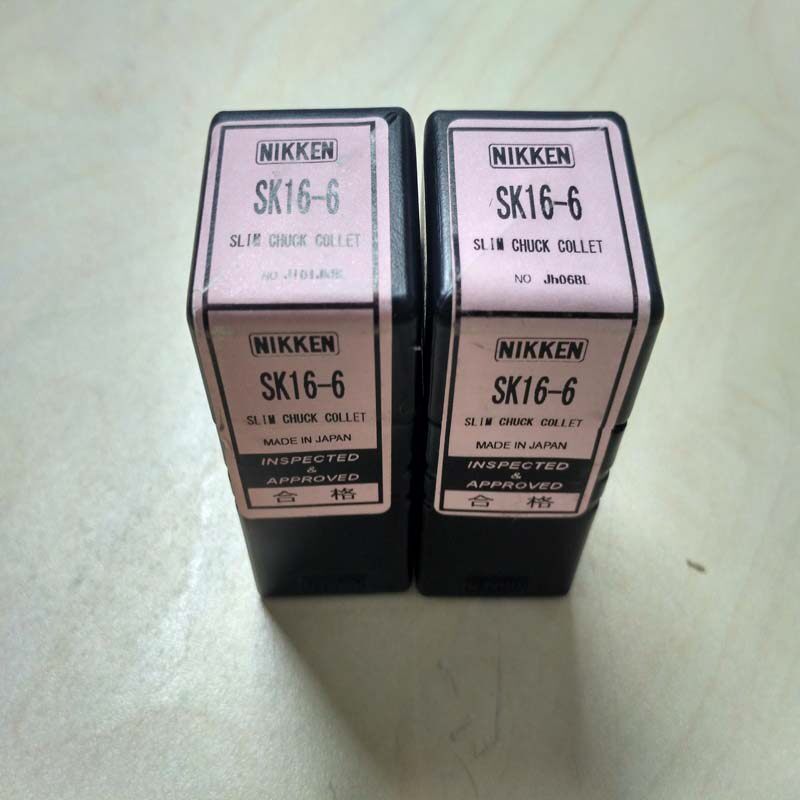 NIKKEN
SK16-6
SLIM CHUCK COLLET
NO
NIKKEN
SK16-6
SLIM CHUCK COLLET
MADE IN JAPAN
INSPECTED
&
APPROVED
合 格
NIKKEN
SK16-6
SLIM CHUCK COLLET
NO Jh06BL
NIKKEN
SK16-6
SLIM CHUCK COLLET
MADE IN JAPAN
INSPECTED
&
APPROVED
合 格